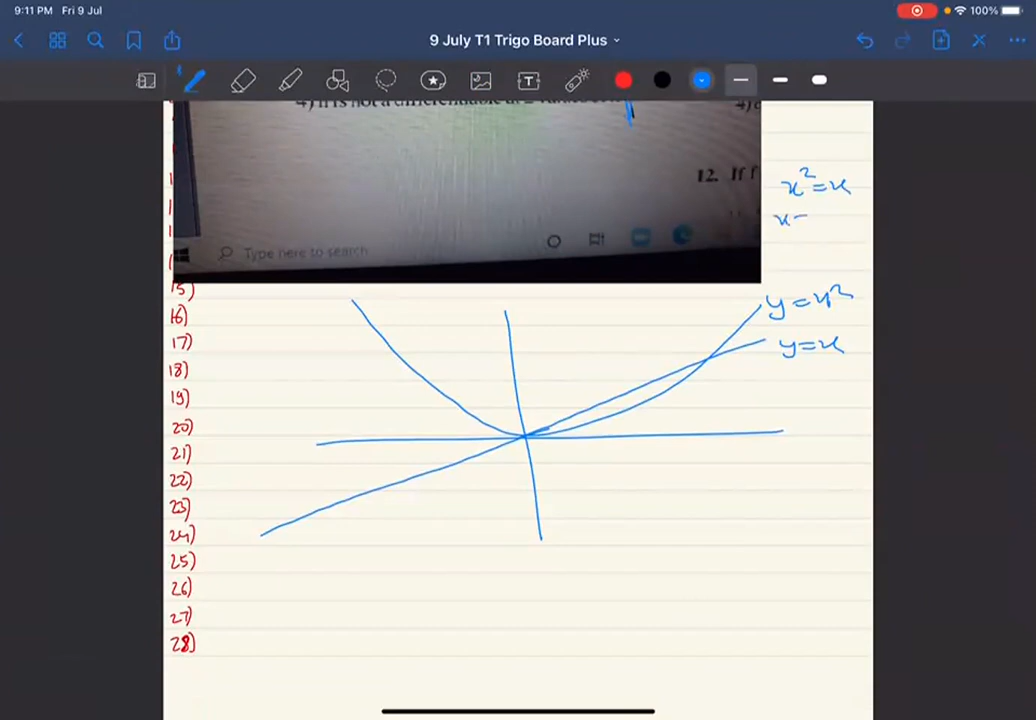 9:11 PM Fri 9 Jul
100%
9 July T1 Trigo Board Plus
4) It is not a differentiable at 2
4)
12. If f
Type here to search
x² = x
x =
15)
16)
17)
18)
19)
20)
21)
22)
23)
24)
25)
26)
27)
28)
y = x²
y = x